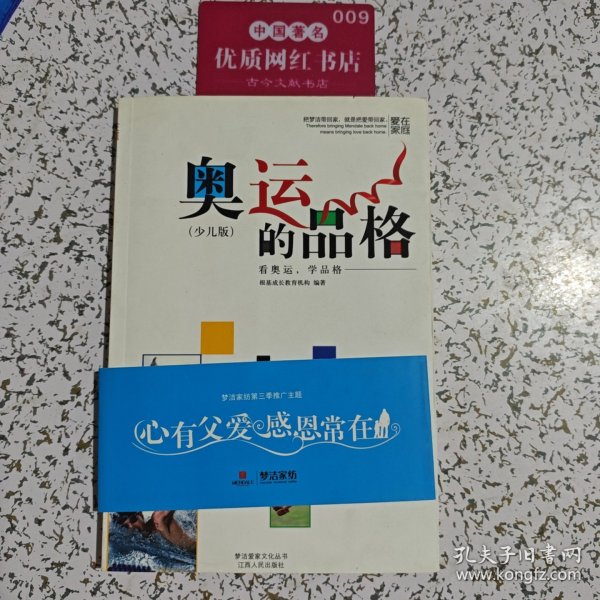 009
中国著名
优质网红书店
古今文献书店
把梦洁带回家，就是把爱带回家。
Therefore bringing Mendale back home
means bringing love back home.
爱在
家庭
奥运
(少儿版)
的品格
看奥运，学品格
根基成长教育机构 编著
梦洁家纺第三季推广主题
心有父爱 感恩常在
MENDALE
梦洁家纺
梦洁爱家文化丛书
江西人民出版社
孔夫子旧书网
www.kongfz.com